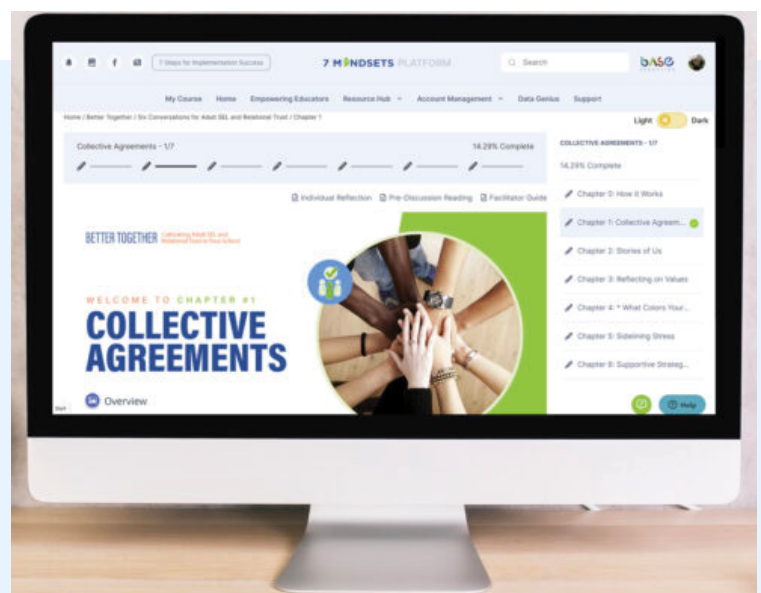 7 Steps for Implementation Success
7 MINDSETS PLATFORM
Search
base
My Course Home Empowering Educators Resource Hub Account Management Data Genius Support
Home / Better Together / Six Conversations for Adult SEL and Relational Trust / Chapter 1
Light Dark
Collective Agreements - 1/7 14.29% Complete
COLLECTIVE AGREEMENTS - 1/7
14.29% Complete
Individual Reflection Pre-Discussion Reading Facilitator Guide
Chapter 0: How it Works
Chapter 1: Collective Agreem...
Chapter 2: Stories of Us
Chapter 3: Reflecting on Values
Chapter 4: * What Colors Your...
Chapter 5: Sidelining Stress
Chapter 6: Supportive Strateg...
BETTER TOGETHER Cultivating Adult SEL and
Relational Trust in Your School
WELCOME TO CHAPTER #1
COLLECTIVE
AGREEMENTS
Overview
Help